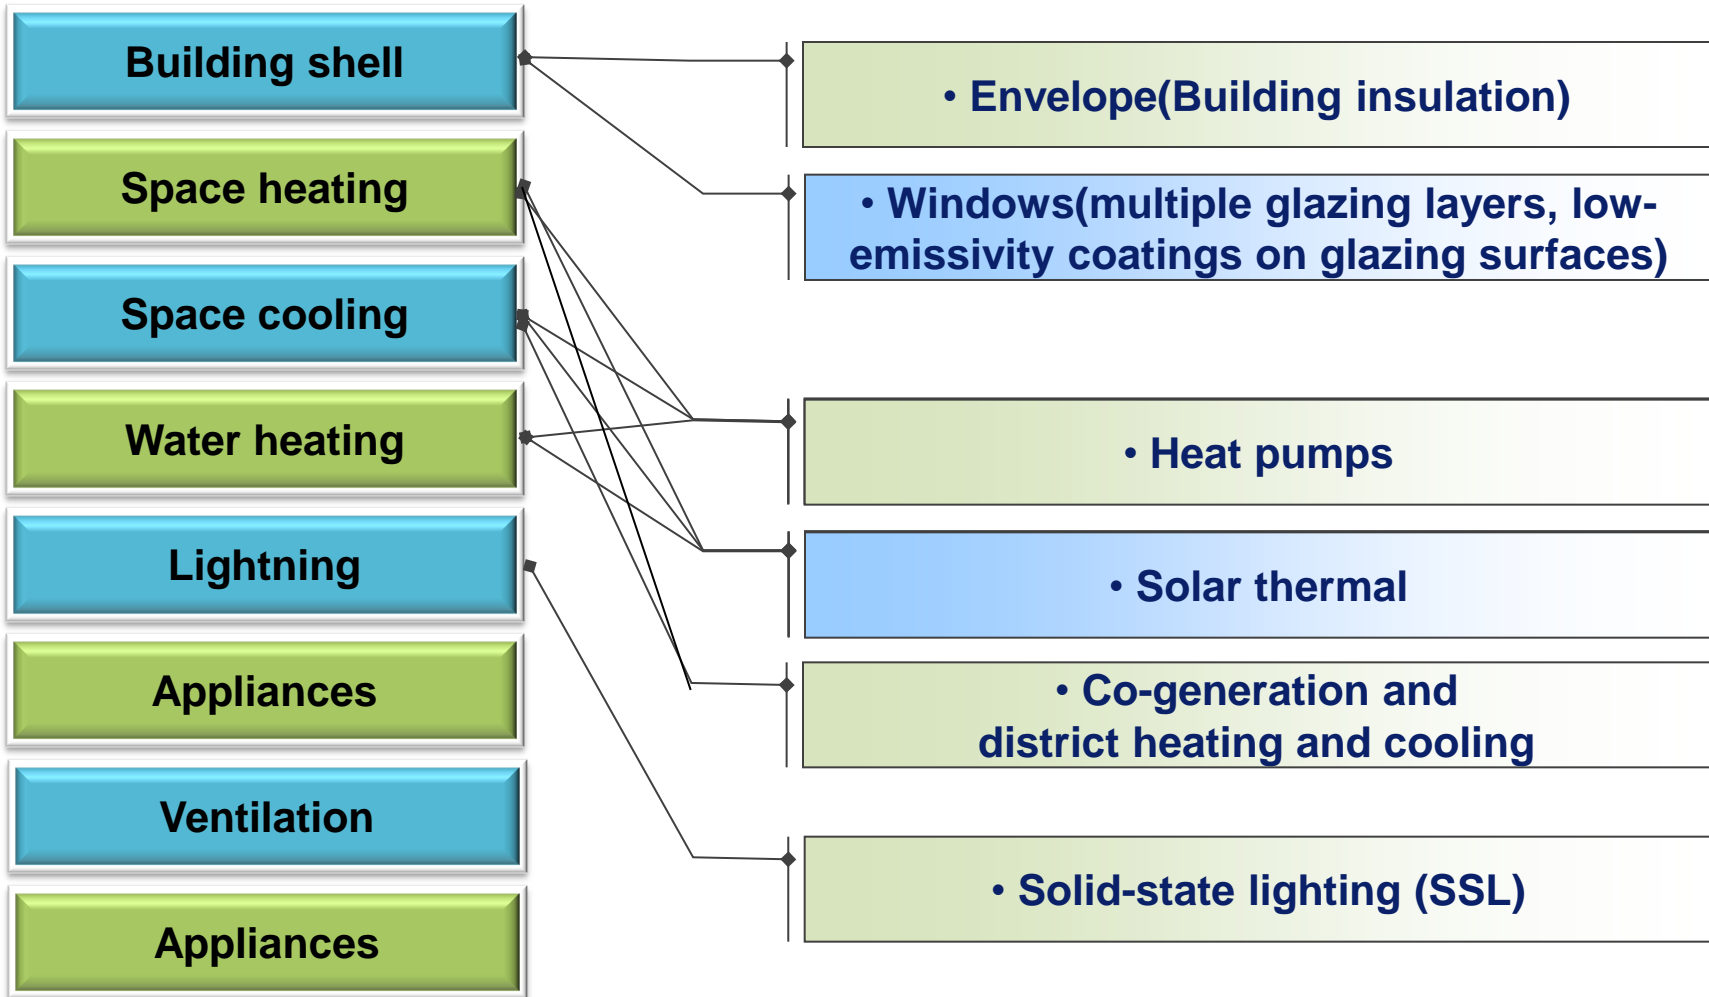 Building shell
Space heating
Space cooling
Water heating
Lightning
Appliances
Ventilation
Appliances
• Envelope(Building insulation)
• Windows(multiple glazing layers, low-
emissivity coatings on glazing surfaces)
• Heat pumps
• Solar thermal
• Co-generation and
district heating and cooling
• Solid-state lighting (SSL)